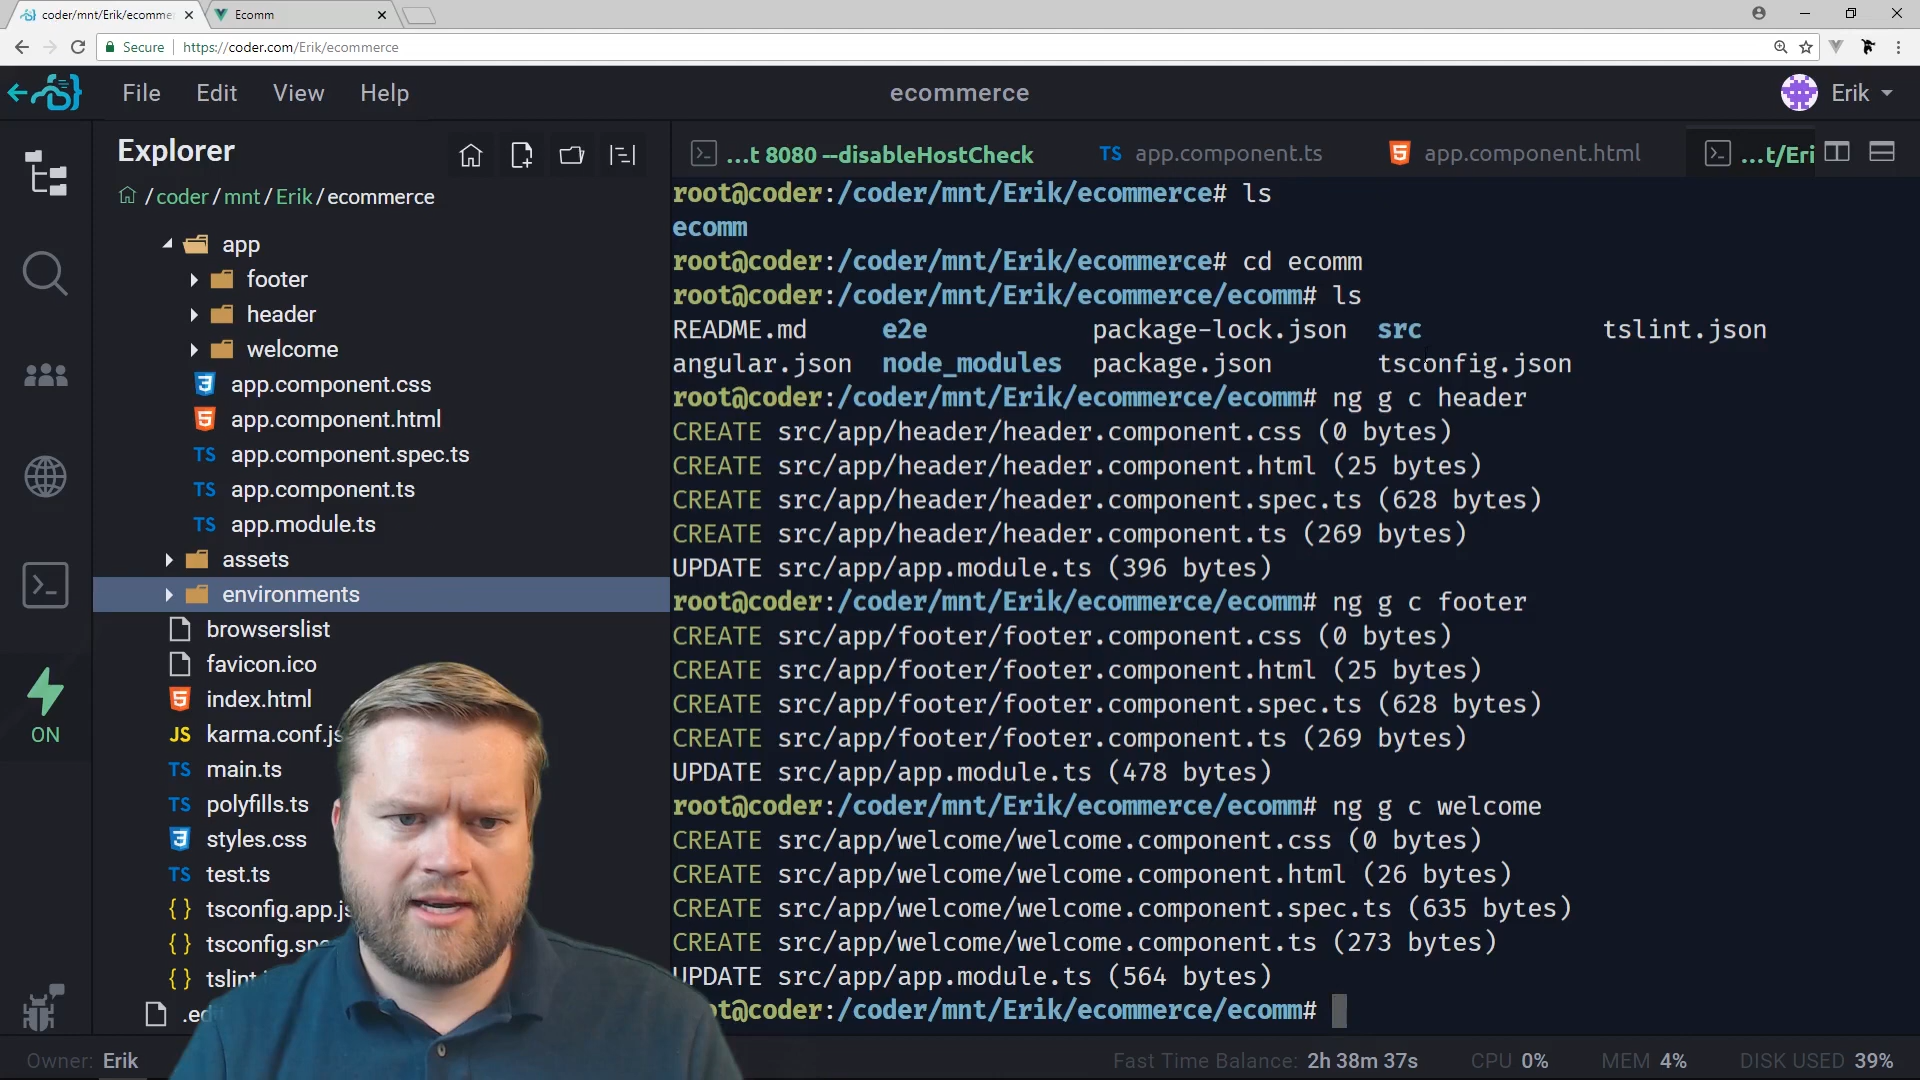 coder/mnt/Erik/ecomme
Ecomm
Secure
https://coder.com/Erik/ecommerce
File Edit View Help
ecommerce
Erik
Explorer
/coder/mnt/Erik/ecommerce
app
footer
header
welcome
app.component.css
app.component.html
app.component.spec.ts
app.component.ts
app.module.ts
assets
environments
browserslist
favicon.ico
index.html
karma.conf.js
main.ts
polyfills.ts
styles.css
test.ts
tsconfig.app.js
tsconfig.spe
tslint
.ed
ON
...t 8080 --disableHostCheck
TS app.component.ts
app.component.html
...t/Eri
root@coder:/coder/mnt/Erik/ecommerce# ls
ecomm
root@coder:/coder/mnt/Erik/ecommerce# cd ecomm
root@coder:/coder/mnt/Erik/ecommerce/ecomm# ls
README.md e2e package-lock.json src tslint.json
angular.json node_modules package.json tsconfig.json
root@coder:/coder/mnt/Erik/ecommerce/ecomm# ng g c header
CREATE src/app/header/header.component.css (0 bytes)
CREATE src/app/header/header.component.html (25 bytes)
CREATE src/app/header/header.component.spec.ts (628 bytes)
CREATE src/app/header/header.component.ts (269 bytes)
UPDATE src/app/app.module.ts (396 bytes)
root@coder:/coder/mnt/Erik/ecommerce/ecomm# ng g c footer
CREATE src/app/footer/footer.component.css (0 bytes)
CREATE src/app/footer/footer.component.html (25 bytes)
CREATE src/app/footer/footer.component.spec.ts (628 bytes)
CREATE src/app/footer/footer.component.ts (269 bytes)
UPDATE src/app/app.module.ts (478 bytes)
root@coder:/coder/mnt/Erik/ecommerce/ecomm# ng g c welcome
CREATE src/app/welcome/welcome.component.css (0 bytes)
CREATE src/app/welcome/welcome.component.html (26 bytes)
CREATE src/app/welcome/welcome.component.spec.ts (635 bytes)
CREATE src/app/welcome/welcome.component.ts (273 bytes)
UPDATE src/app/app.module.ts (564 bytes)
ot@coder:/coder/mnt/Erik/ecommerce/ecomm#
Owner: Erik
Fast Time Balance: 2h 38m 37s CPU 0% MEM 4% DISK USED 39%